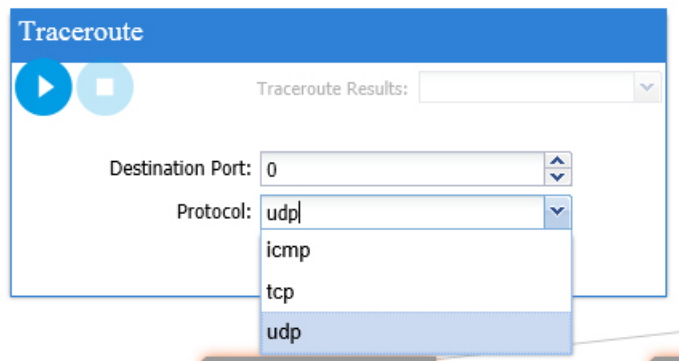 Traceroute
Traceroute Results:
Destination Port: 0
Protocol: udp
icmp
tcp
udp